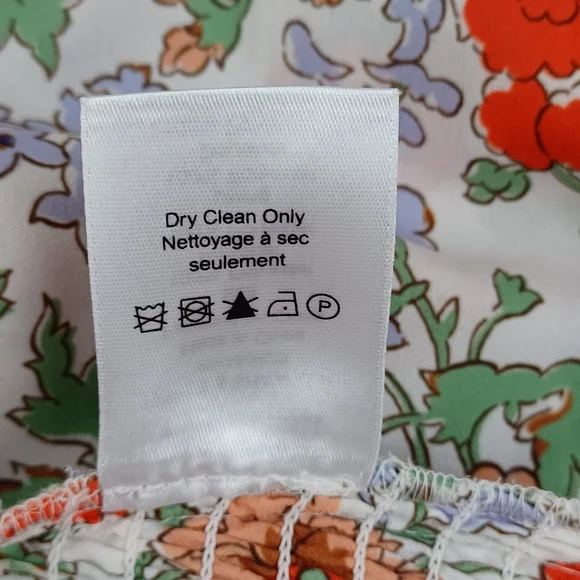 Dry Clean Only
Nettoyage à sec
seulement
P